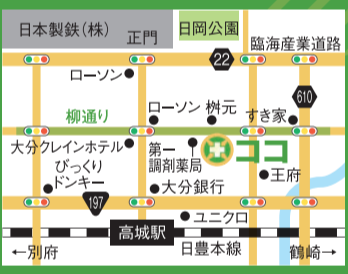 日本製鉄(株)
正門
日岡公園
臨海産業道路
22
ローソン
610
柳通り
ローソン
桝元
すき家
大分クレインホテル
第一
調剤薬局
ココ
びっくり
ドンキー
大分銀行
王府
197
ユニクロ
高城駅
←別府
日豊本線
鶴崎→